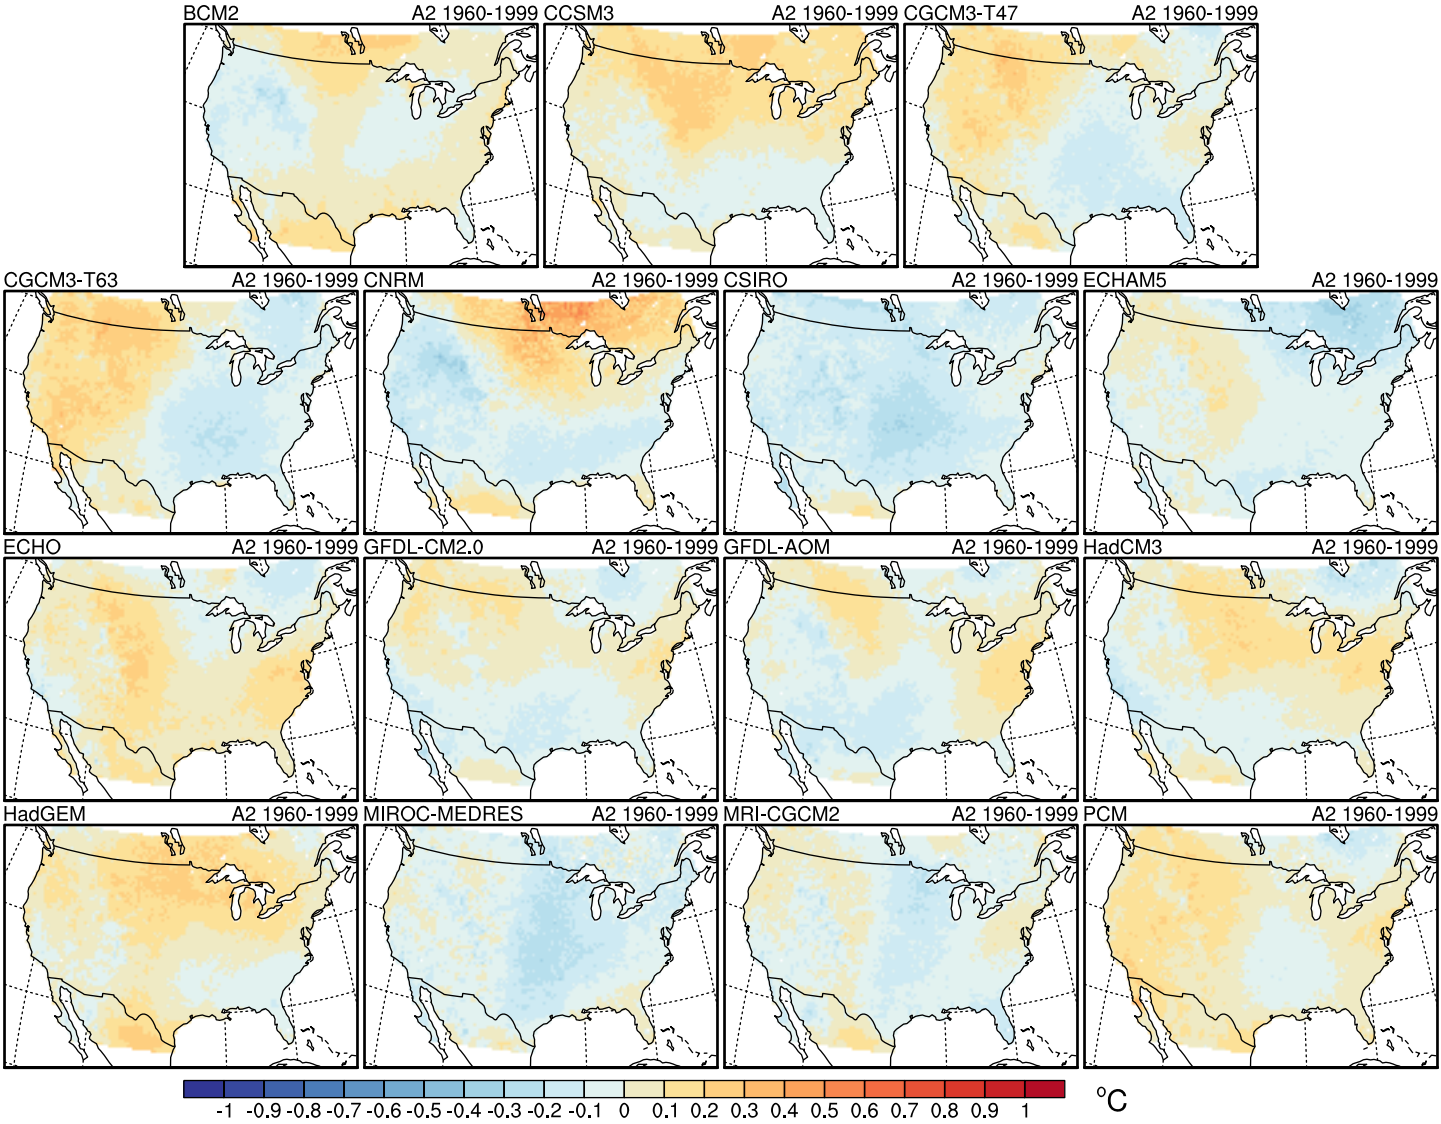 BCM2 A2 1960-1999 CCSM3 A2 1960-1999 CGCM3-T47 A2 1960-1999
CGCM3-T63 A2 1960-1999 CNRM A2 1960-1999 CSIRO A2 1960-1999 ECHAM5 A2 1960-1999
ECHO A2 1960-1999 GFDL-CM2.0 A2 1960-1999 GFDL-AOM A2 1960-1999 HadCM3 A2 1960-1999
HadGEM A2 1960-1999 MIROC-MEDRES A2 1960-1999 MRI-CGCM2 A2 1960-1999 PCM A2 1960-1999
-1 -0.9 -0.8 -0.7 -0.6 -0.5 -0.4 -0.3 -0.2 -0.1 0 0.1 0.2 0.3 0.4 0.5 0.6 0.7 0.8 0.9 1 °C